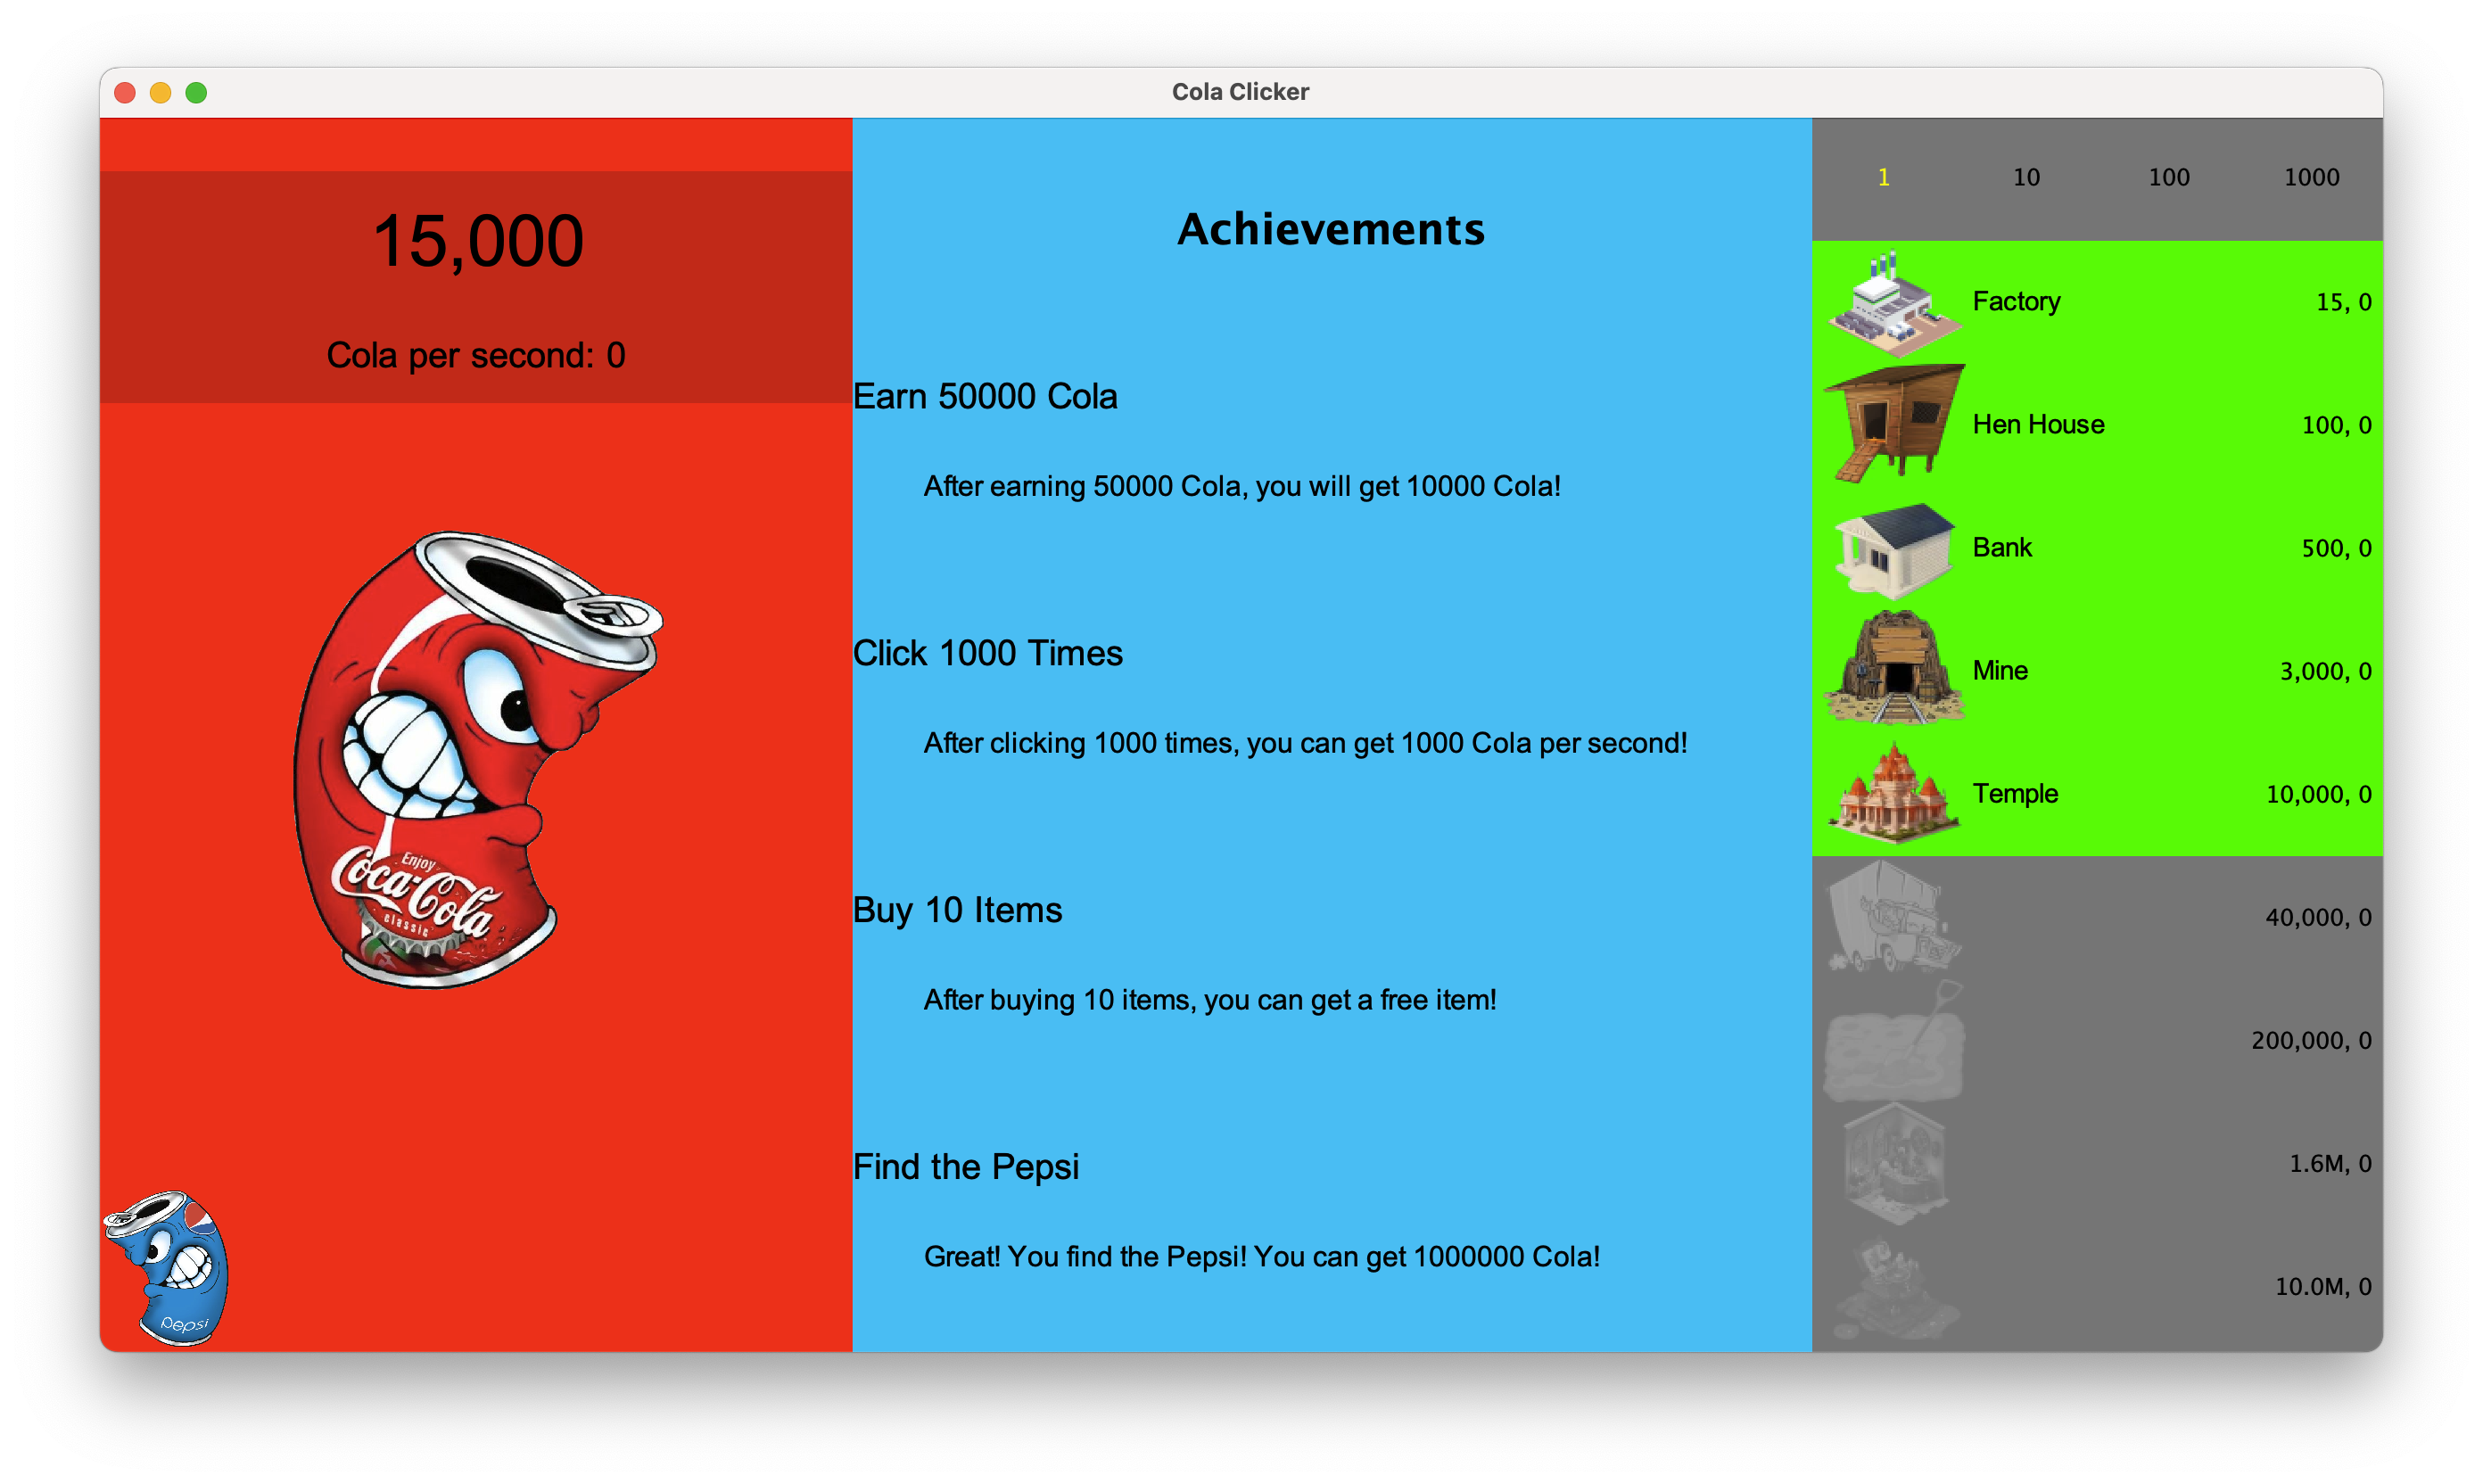 Cola Clicker
15,000
Cola per second: 0
Enjoy
Coca-Cola
classic
pepsi
Achievements
Earn 50000 Cola
After earning 50000 Cola, you will get 10000 Cola!
Click 1000 Times
After clicking 1000 times, you can get 1000 Cola per second!
Buy 10 Items
After buying 10 items, you can get a free item!
Find the Pepsi
Great! You find the Pepsi! You can get 1000000 Cola!
1 10 100 1000
Factory 15, 0
Hen House 100, 0
Bank 500, 0
Mine 3,000, 0
Temple 10,000, 0
40,000, 0
200,000, 0
1.6M, 0
10.0M, 0